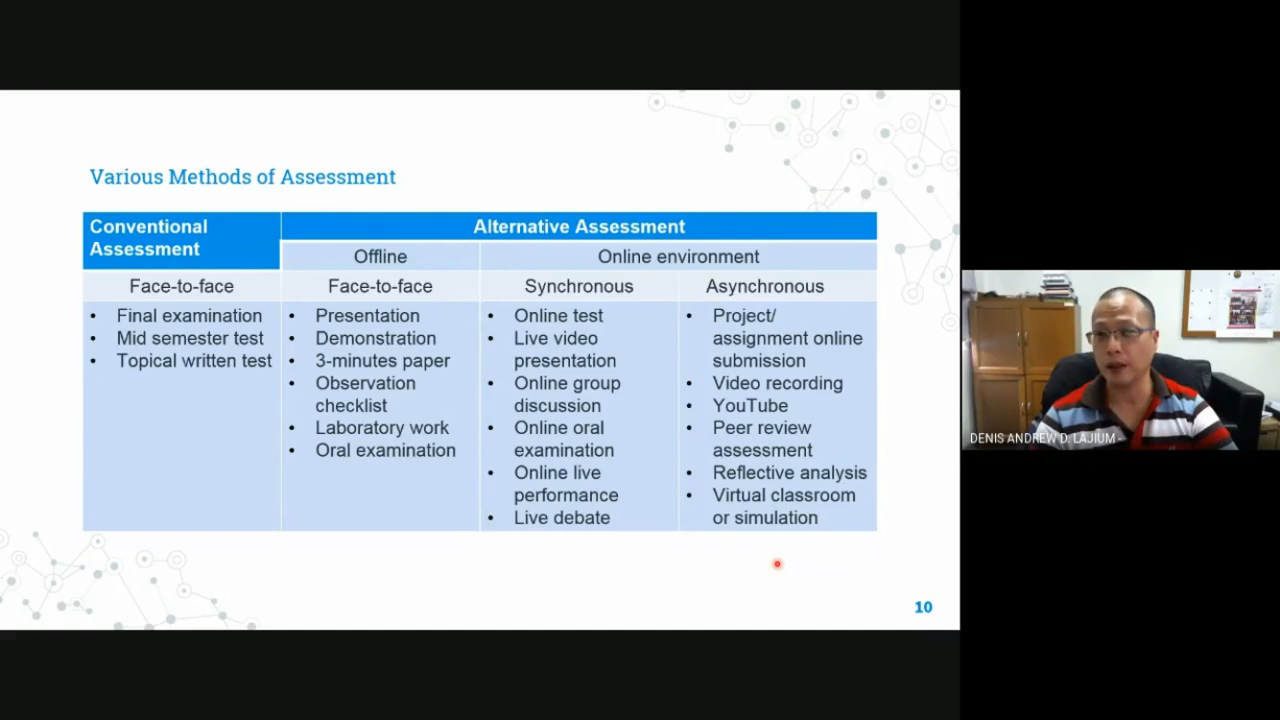 Various Methods of Assessment
Conventional
Assessment
Alternative Assessment
Offline
Online environment
Face-to-face
Face-to-face
Synchronous
Asynchronous
• Final examination
• Mid semester test
• Topical written test
• Presentation
• Demonstration
• 3-minutes paper
• Observation
checklist
• Laboratory work
• Oral examination
• Online test
• Live video
presentation
• Online group
discussion
• Online oral
examination
• Online live
performance
• Live debate
• Project/
assignment online
submission
• Video recording
• YouTube
• Peer review
assessment
• Reflective analysis
• Virtual classroom
or simulation
10
DENIS ANDREW D. LAJIUM -